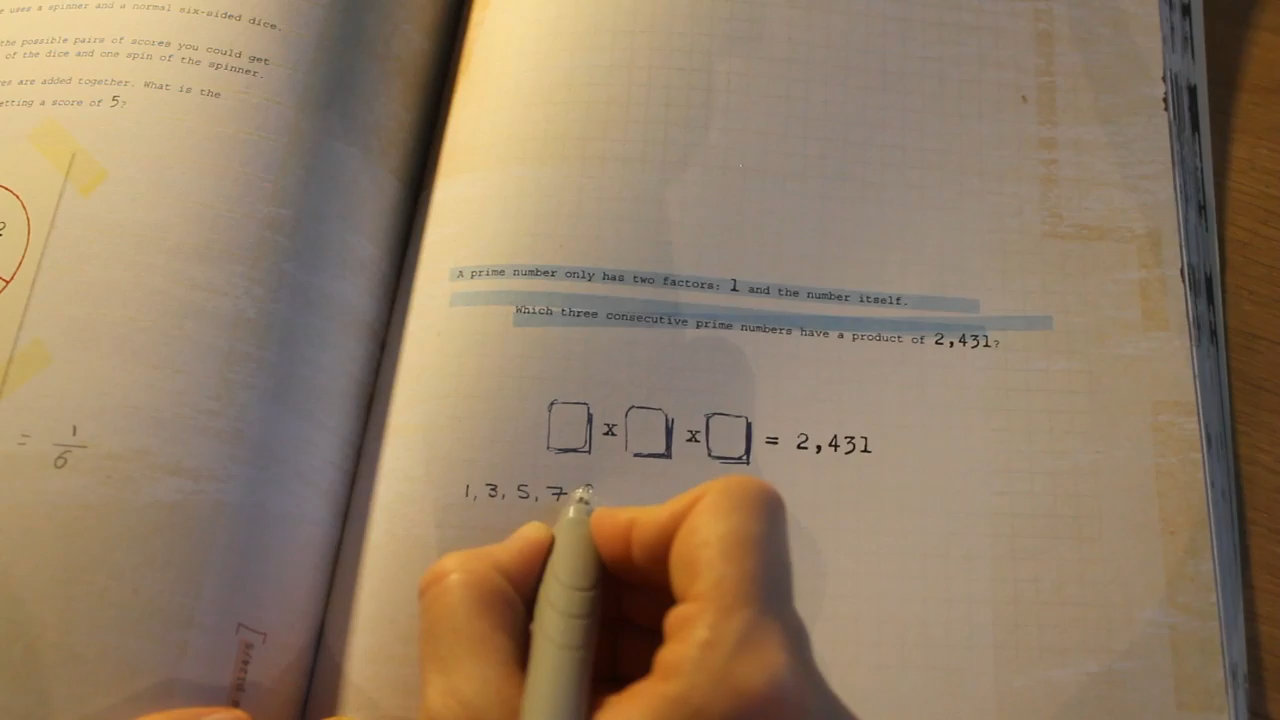 uses a spinner and a normal six-sided dice.
the possible pairs of scores you could get
of the dice and one spin of the spinner.
are added together. What is the
getting a score of 5?
= 1/6
A prime number only has two factors: 1 and the number itself.
Which three consecutive prime numbers have a product of 2,431?
x x = 2,431
1, 3, 5, 7